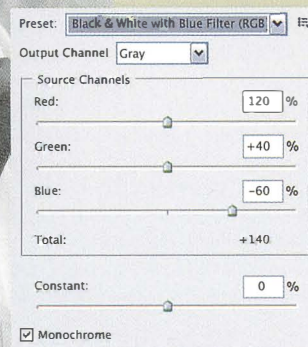 Preset: Black & White with Blue Filter (RGB
Output Channel Gray
Source Channels
Red: 120 %
Green: +40 %
Blue: -60 %
Total: +140
Constant: 0 %
Monochrome